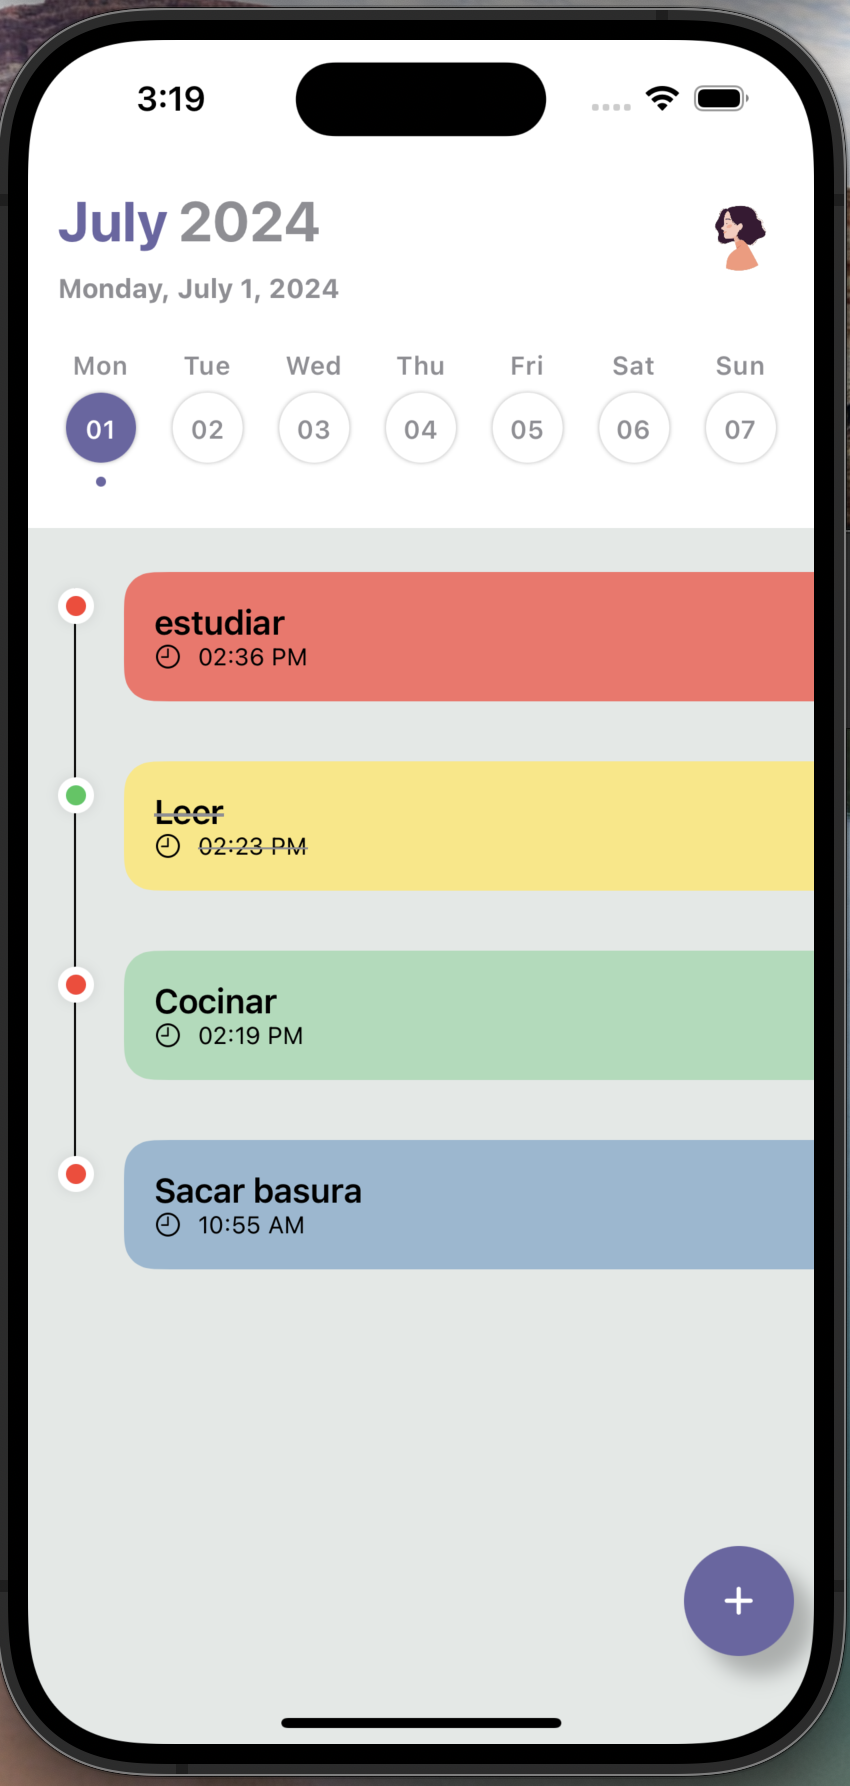 3:19
July 2024
Monday, July 1, 2024
Mon Tue Wed Thu Fri Sat Sun
01 02 03 04 05 06 07
estudiar
02:36 PM
Leer
02:23 PM
Cocinar
02:19 PM
Sacar basura
10:55 AM
+